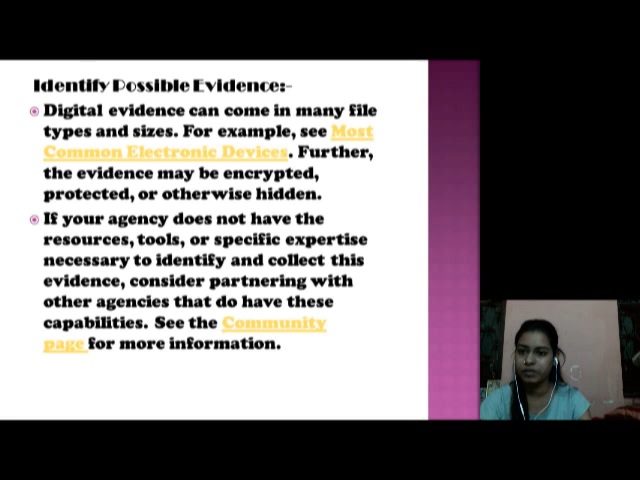 Identify Possible Evidence:-
Digital evidence can come in many file
types and sizes. For example, see Most
Common Electronic Devices. Further,
the evidence may be encrypted,
protected, or otherwise hidden.
If your agency does not have the
resources, tools, or specific expertise
necessary to identify and collect this
evidence, consider partnering with
other agencies that do have these
capabilities. See the Community
page for more information.